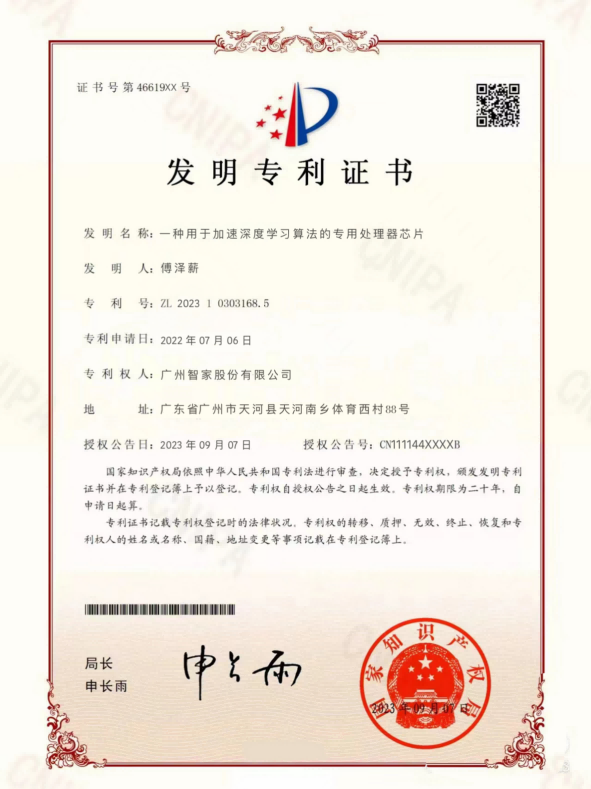 证书号第46619XX号
发明专利证书
发明名称：一种用于加速深度学习算法的专用处理器芯片
发明人：傅泽薪
专利号：ZL 2023 1 0303168.5
专利申请日：2022年07月06日
专利权人：广州智家股份有限公司
地址：广东省广州市天河县天河南乡体育西村88号
授权公告日：2023年09月07日 授权公告号：CN111144XXXXB
国家知识产权局依照中华人民共和国专利法进行审查，决定授予专利权，颁发发明专利
证书并在专利登记簿上予以登记。专利权自授权公告之日起生效。专利权期限为二十年，自
申请日起算。
专利证书记载专利权登记时的法律状况。专利权的转移、质押、无效、终止、恢复和专
利权人的姓名或名称、国籍、地址变更等事项记载在专利登记簿上。
局长
申长雨
申长雨
国家知识产权局
2023年09月07日
CNIPA
CNIPA
CNIPA
CNIPA
CNIPA